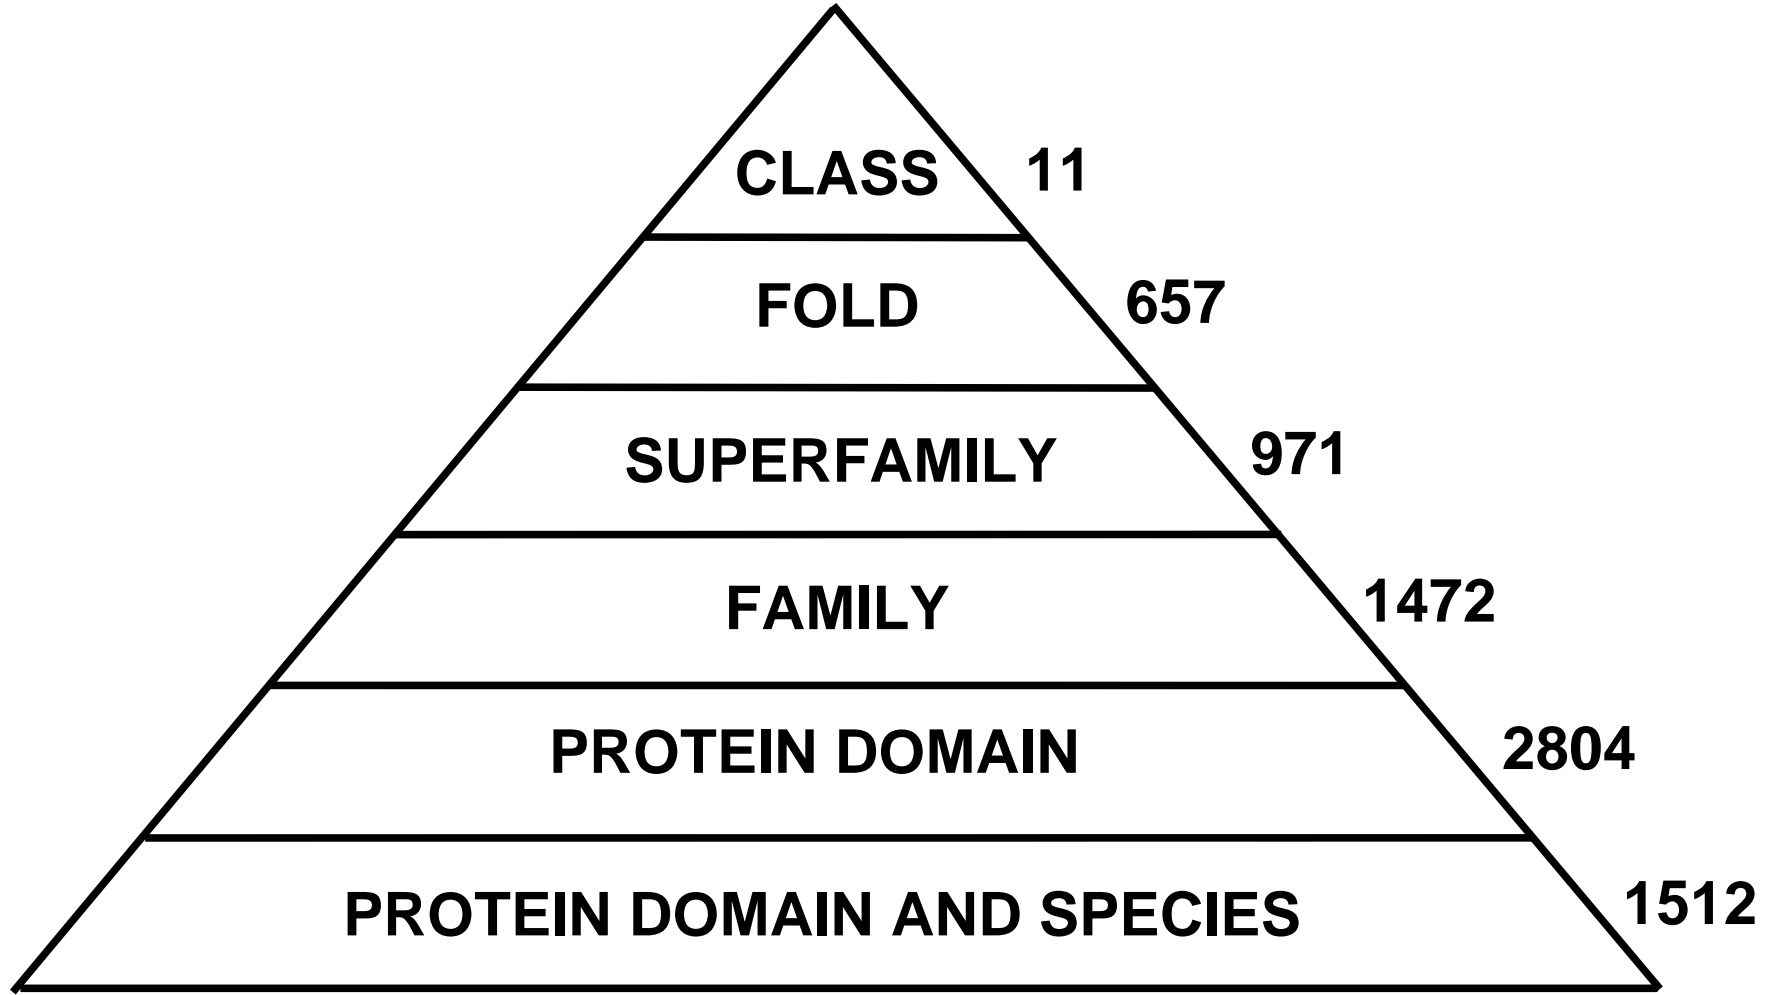 CLASS 11
FOLD 657
SUPERFAMILY 971
FAMILY 1472
PROTEIN DOMAIN 2804
PROTEIN DOMAIN AND SPECIES 1512